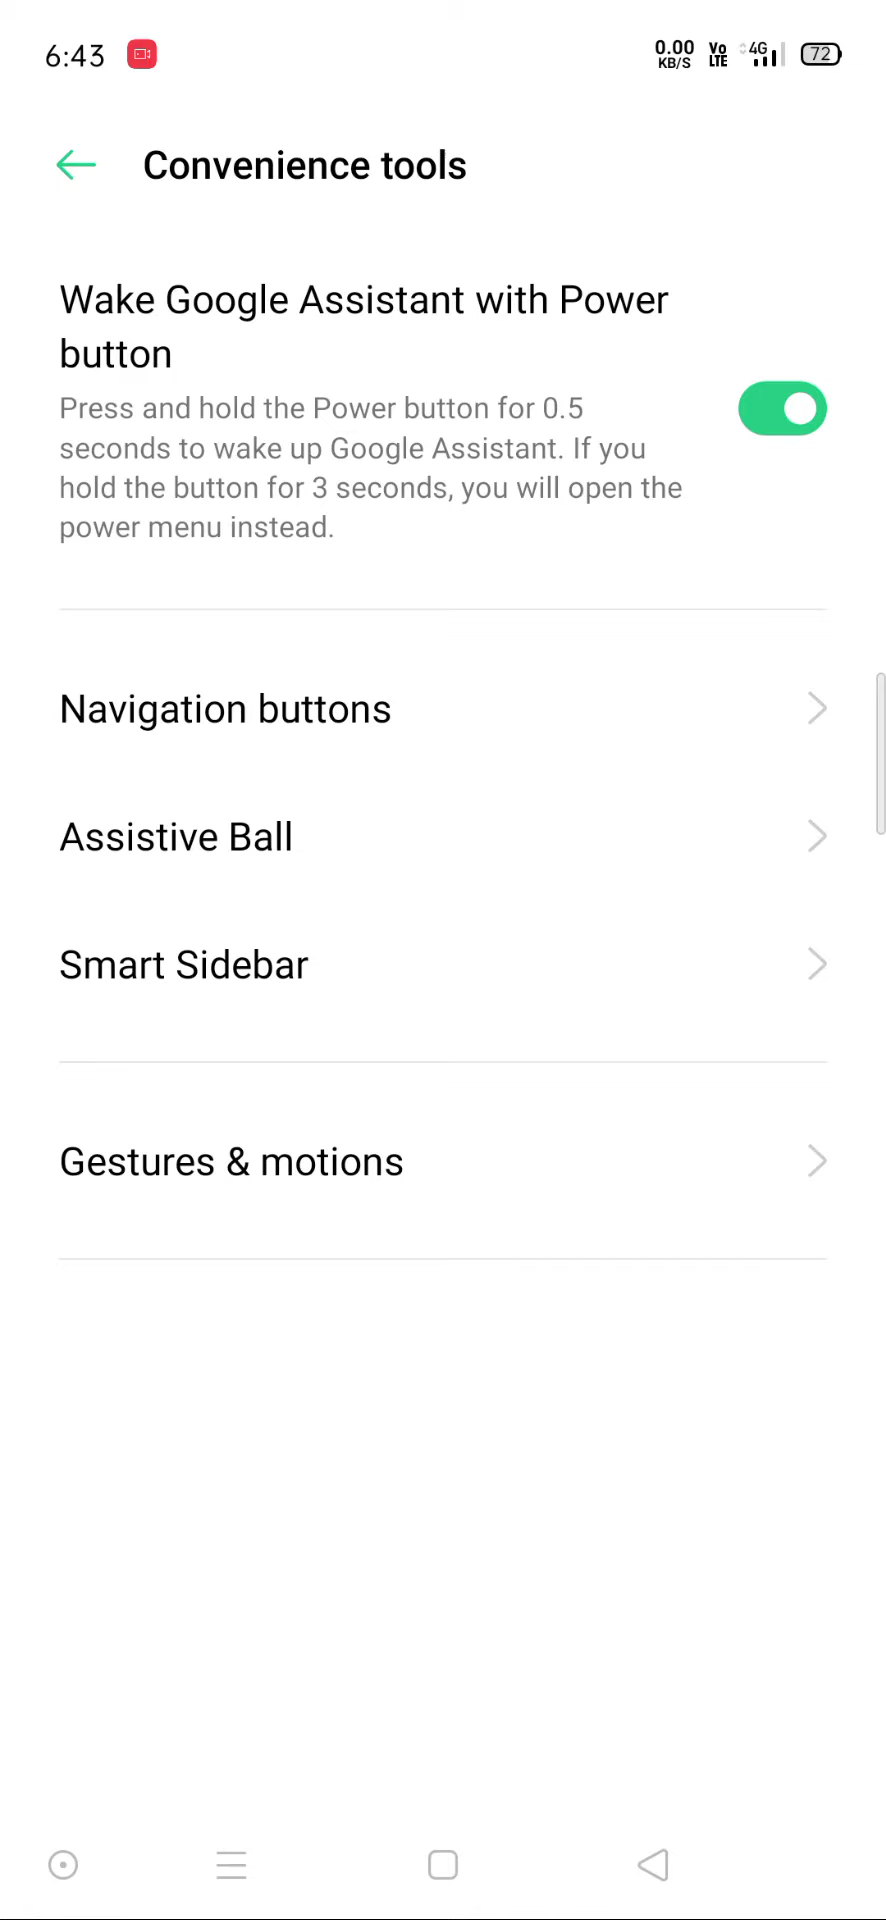 6:43
0.00
KB/S
Vo
LTE
4G
72
Convenience tools
Wake Google Assistant with Power
button
Press and hold the Power button for 0.5
seconds to wake up Google Assistant. If you
hold the button for 3 seconds, you will open the
power menu instead.
Navigation buttons
Assistive Ball
Smart Sidebar
Gestures & motions